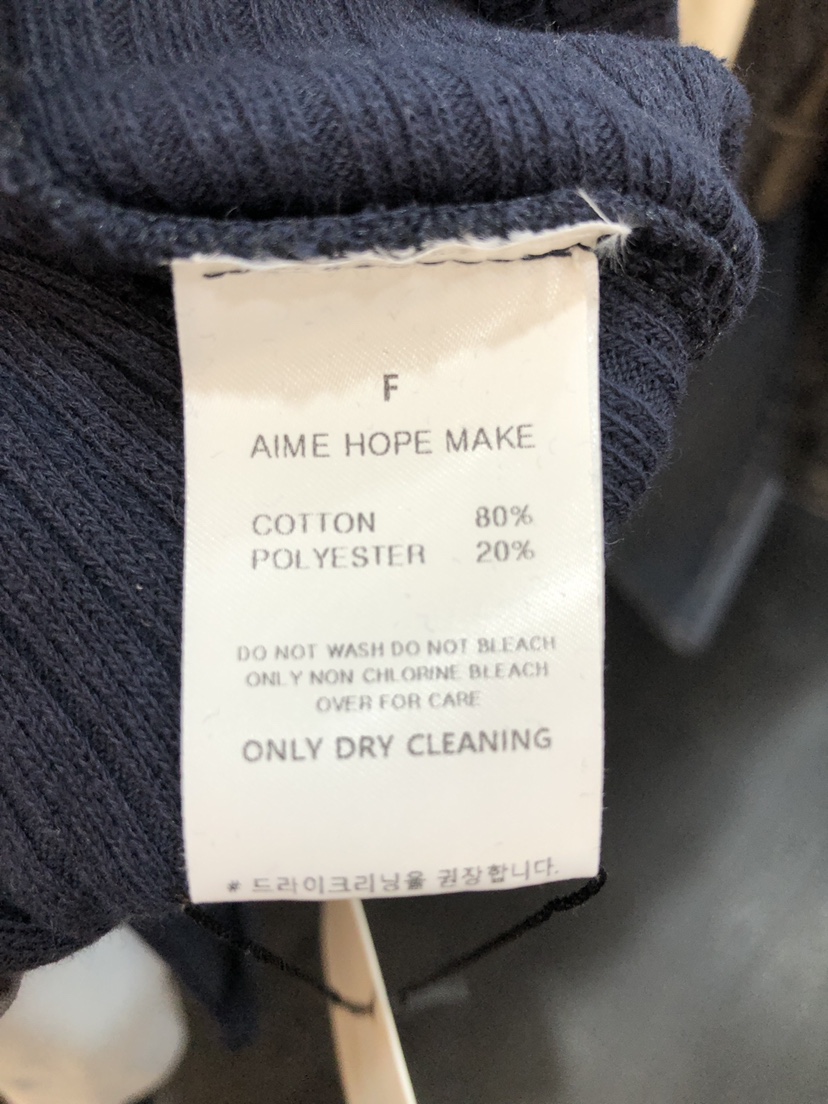 F
AIME HOPE MAKE
COTTON 80%
POLYESTER 20%
DO NOT WASH DO NOT BLEACH
ONLY NON CHLORINE BLEACH
OVER FOR CARE
ONLY DRY CLEANING
# 드라이크리닝을 권장합니다.